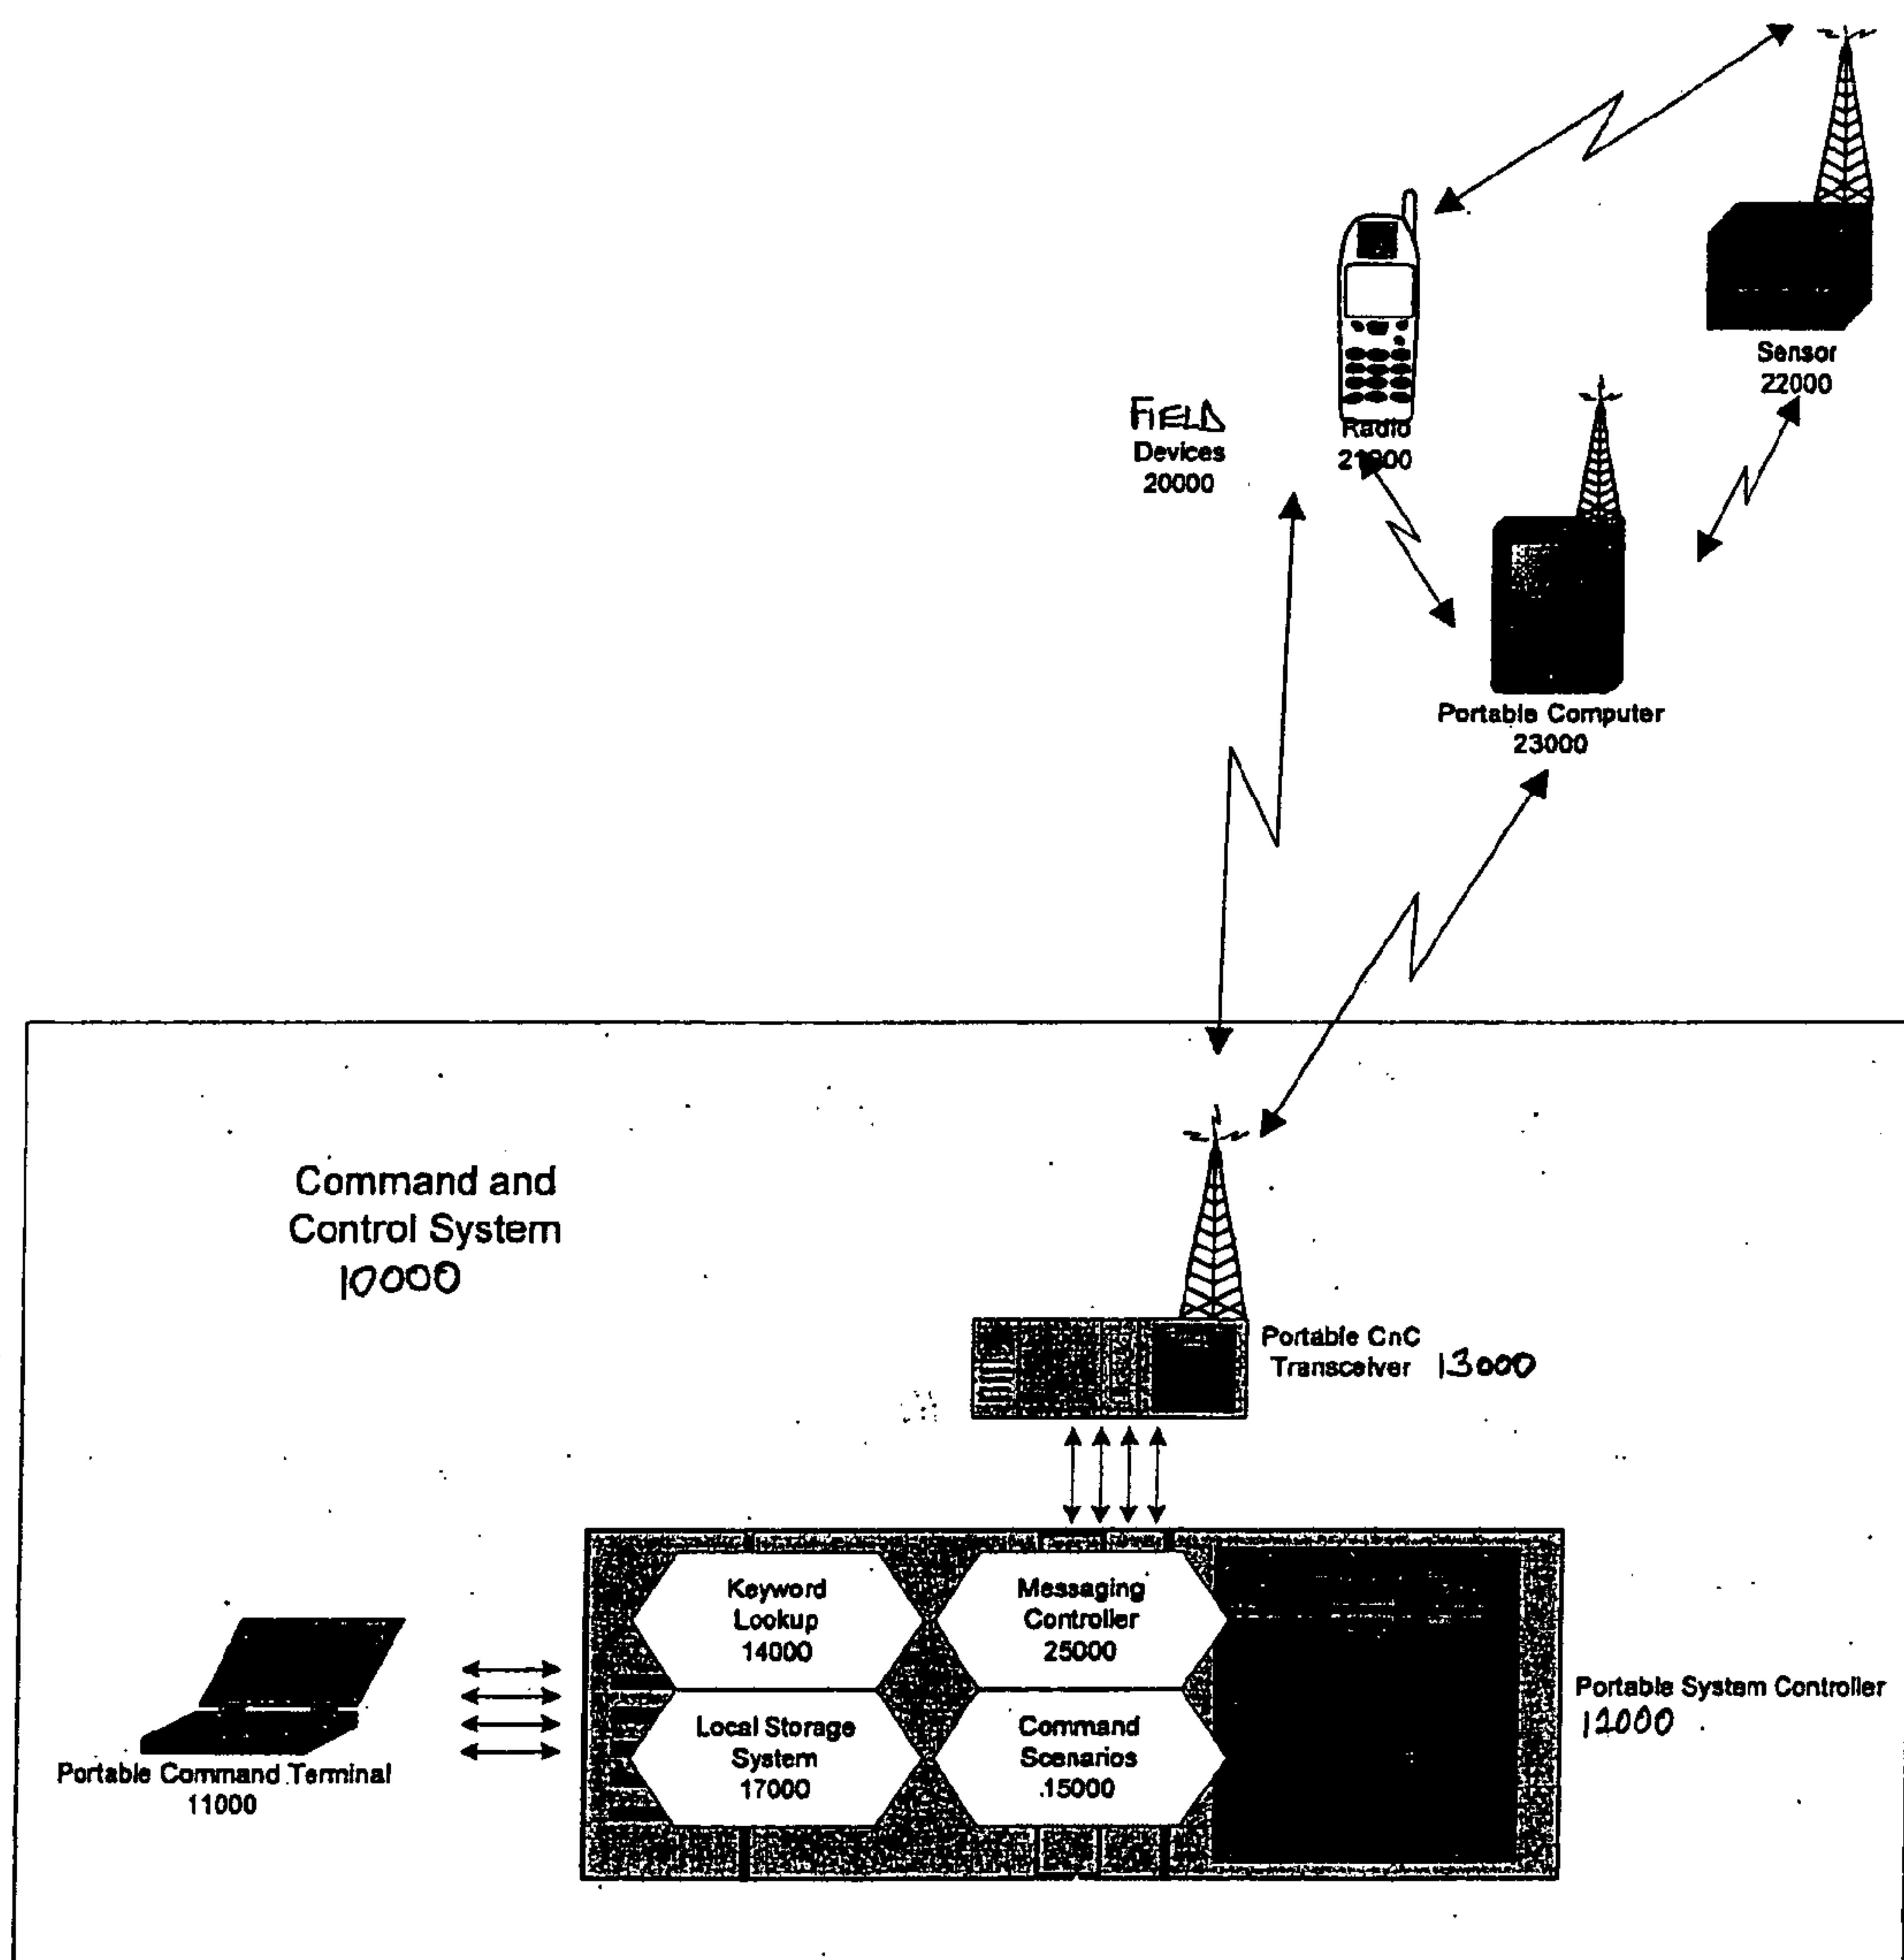 Sensor
22000
FIELD
Devices
20000
Radio
21000
Portable Computer
23000
Command and
Control System
10000
Portable CnC
Transceiver 13000
Keyword
Lookup
14000
Messaging
Controller
25000
Local Storage
System
17000
Command
Scenarios
.15000
Portable System Controller
12000
Portable Command Terminal
11000